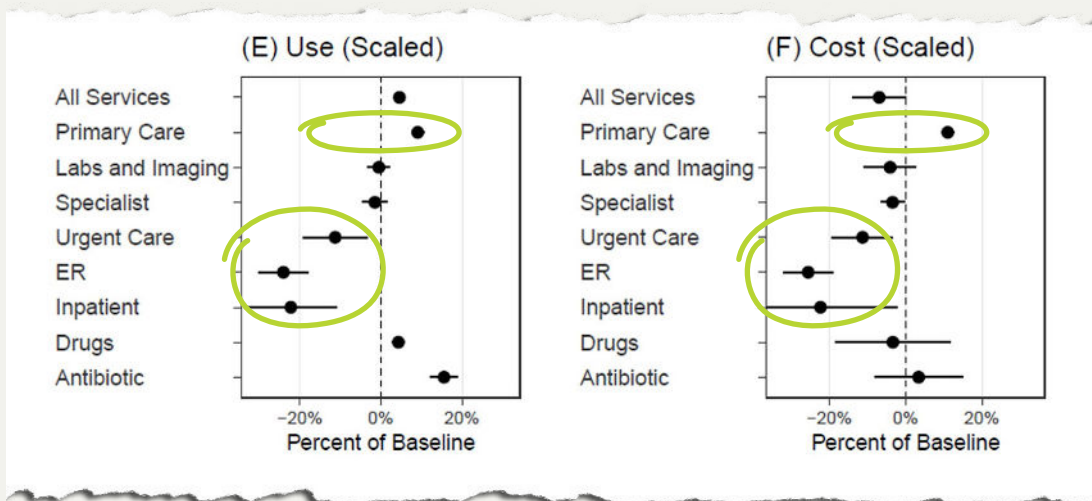 (E) Use (Scaled)
All Services
Primary Care
Labs and Imaging
Specialist
Urgent Care
ER
Inpatient
Drugs
Antibiotic
−20% 0% 20%
Percent of Baseline
(F) Cost (Scaled)
All Services
Primary Care
Labs and Imaging
Specialist
Urgent Care
ER
Inpatient
Drugs
Antibiotic
−20% 0% 20%
Percent of Baseline